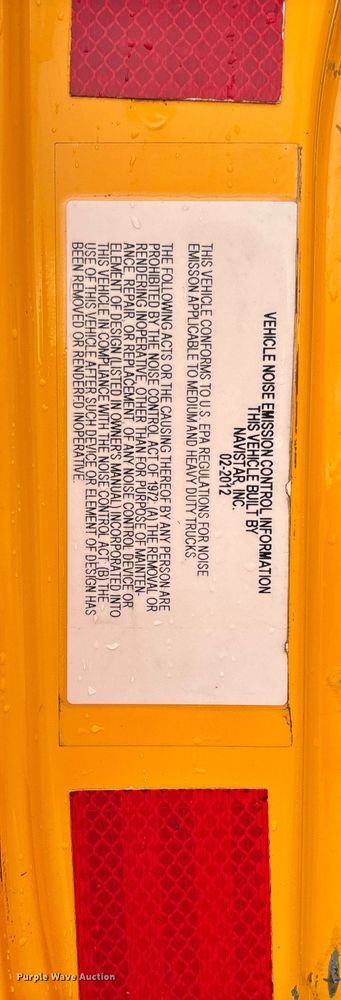 VEHICLE NOISE EMISSION CONTROL INFORMATION
THIS VEHICLE BUILT BY
NAVISTAR, INC.
02-2012
THIS VEHICLE CONFORMS TO U.S. EPA REGULATIONS FOR NOISE
EMISSON APPLICABLE TO MEDIUM AND HEAVY DUTY TRUCKS.
THE FOLLOWING ACTS OR THE CAUSING THEREOF BY ANY PERSON ARE
PROHIBITED BY THE NOISE CONTROL ACT OF 1972 (A) THE REMOVAL OR
RENDERING INOPERATIVE OTHER THAN FOR PURPOSE OF MAINTEN-
ANCE, REPAIR, OR REPLACMENT OF ANY NOISE CONTROL DEVICE OR
ELEMENT OF DESIGN (LISTED IN OWNER'S MANUAL) INCORPORATED INTO
THIS VEHICLE IN COMPLIANCE WITH THE NOISE CONTROL ACT. (B) THE
USE OF THIS VEHICLE AFTER SUCH DEVICE OR ELEMENT OF DESIGN HAS
BEEN REMOVED OR RENDERED INOPERATIVE.
Purple Wave Auction